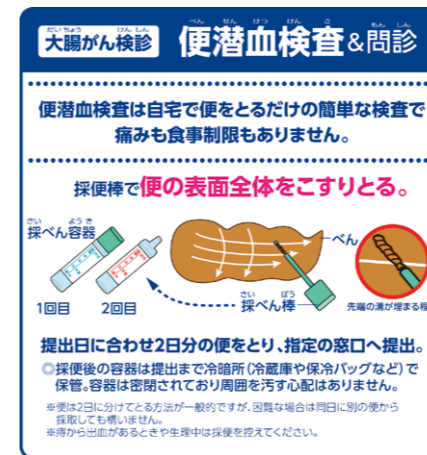 だいちょう けんしん
大腸がん検診
べんせんけつけんさ もんしん
便潜血検査&問診
便潜血検査は自宅で便をとるだけの簡単な検査で
痛みも食事制限もありません。
採便棒で便の表面全体をこすりとる。
さい ようき
採べん容器
べん
1回目 2回目
さい ぼう
採べん棒
先端の溝が埋まる程
提出日に合わせ2日分の便をとり、指定の窓口へ提出。
◎採便後の容器は提出まで冷暗所(冷蔵庫や保冷バッグなど)で
保管。容器は密閉されており周囲を汚す心配はありません。
※便は2日に分けてとる方法が一般的ですが、困難な場合は同日に別の便から
採取しても構いません。
※痔から出血があるときや生理中は採便を控えてください。